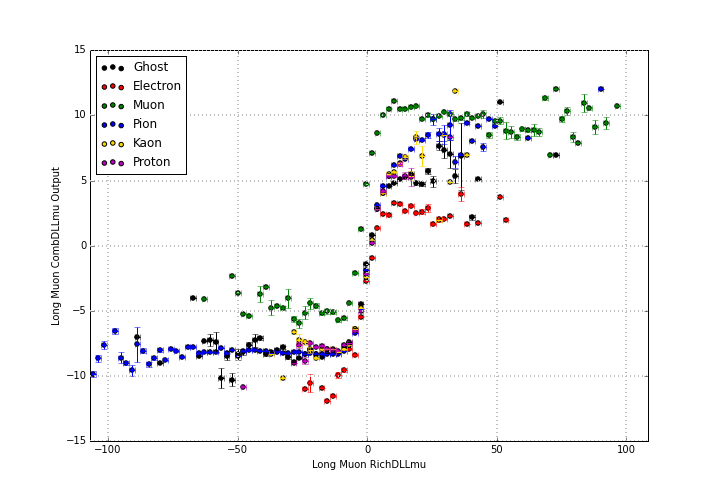 15
10
5
0
−5
−10
−15
−100
−50
0
50
100
Long Muon RichDLLmu
Long Muon CombDLLmu Output
Ghost
Electron
Muon
Pion
Kaon
Proton